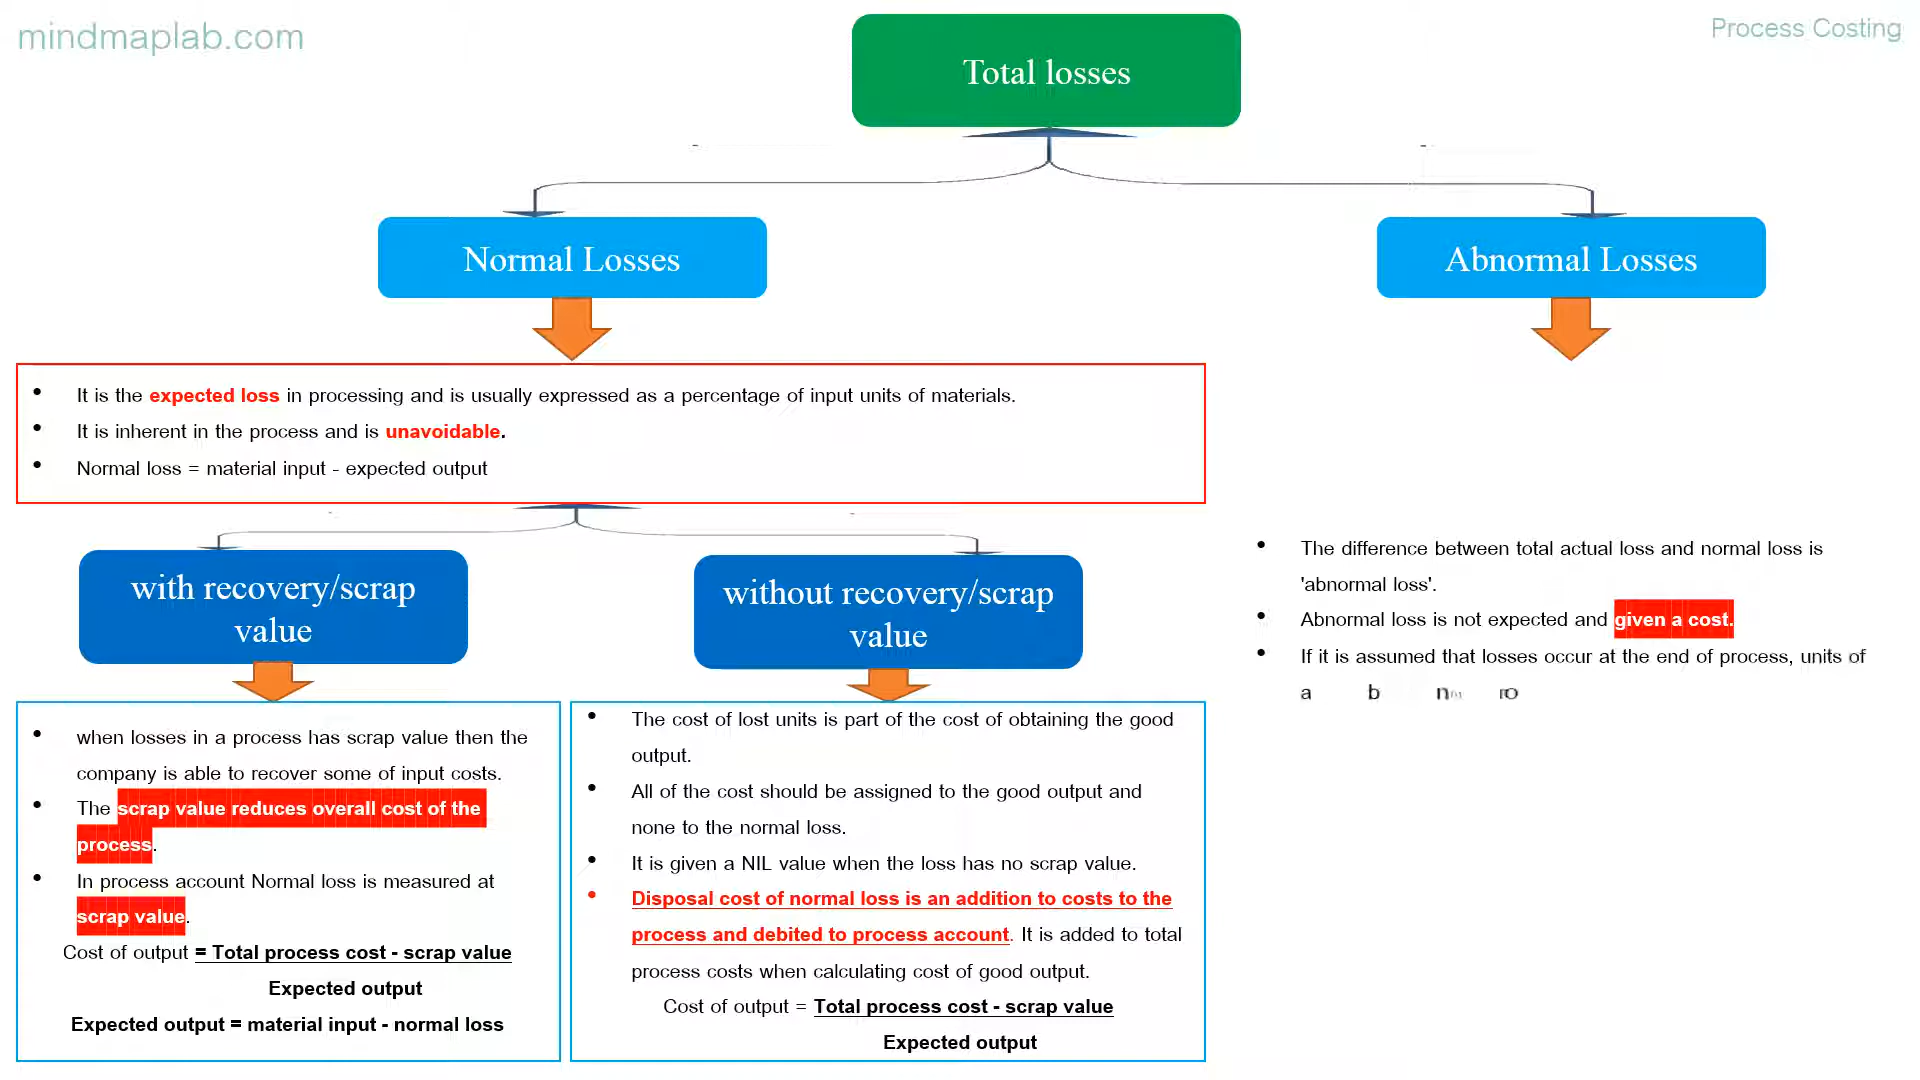 mindmaplab.com
Process Costing
Total losses
Normal Losses
Abnormal Losses
• It is the expected loss in processing and is usually expressed as a percentage of input units of materials.
• It is inherent in the process and is unavoidable.
• Normal loss = material input - expected output
with recovery/scrap
value
• when losses in a process has scrap value then the
company is able to recover some of input costs.
• The scrap value reduces overall cost of the
process.
• In process account Normal loss is measured at
scrap value.
Cost of output = Total process cost - scrap value
Expected output
Expected output = material input - normal loss
without recovery/scrap
value
• The cost of lost units is part of the cost of obtaining the good
output.
• All of the cost should be assigned to the good output and
none to the normal loss.
• It is given a NIL value when the loss has no scrap value.
• Disposal cost of normal loss is an addition to costs to the
process and debited to process account. It is added to total
process costs when calculating cost of good output.
Cost of output = Total process cost - scrap value
Expected output
• The difference between total actual loss and normal loss is
'abnormal loss'.
• Abnormal loss is not expected and given a cost.
• If it is assumed that losses occur at the end of process, units of
a b n